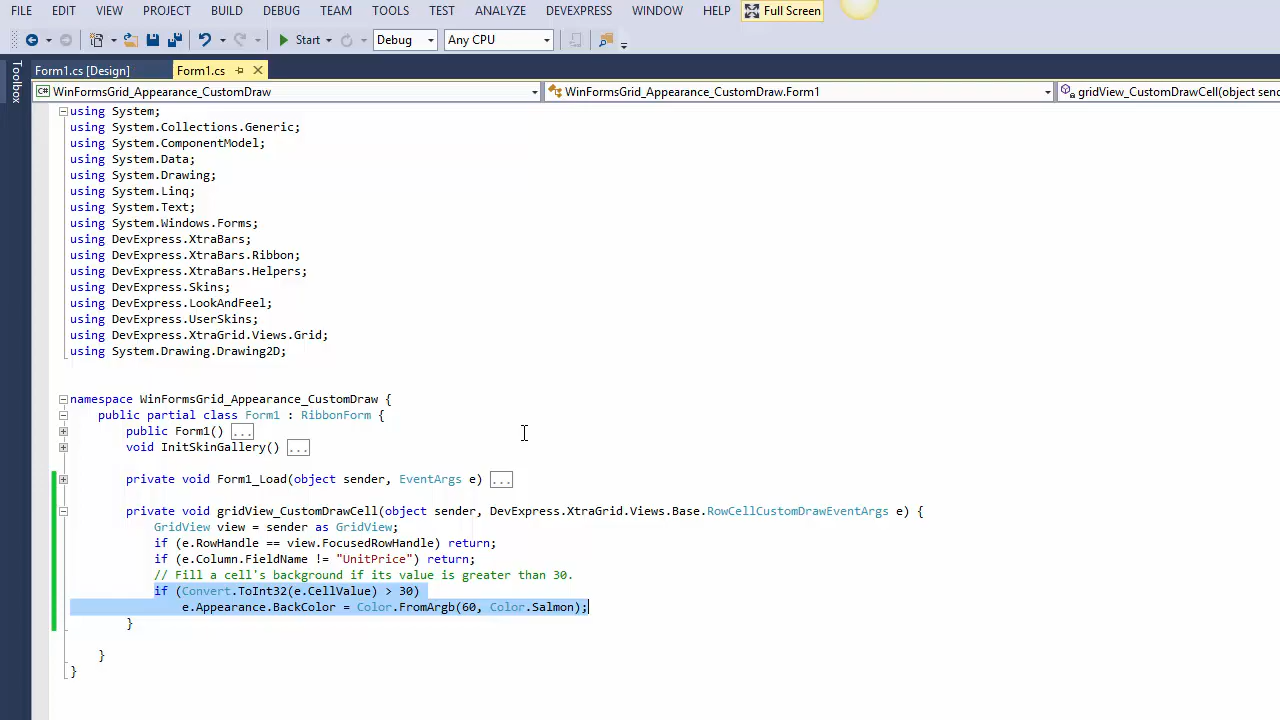 FILE EDIT VIEW PROJECT BUILD DEBUG TEAM TOOLS TEST ANALYZE DEVEXPRESS WINDOW HELP Full Screen
Start Debug Any CPU
Toolbox
Form1.cs [Design] Form1.cs
WinFormsGrid_Appearance_CustomDraw WinFormsGrid_Appearance_CustomDraw.Form1 gridView_CustomDrawCell(object senc
using System;
using System.Collections.Generic;
using System.ComponentModel;
using System.Data;
using System.Drawing;
using System.Linq;
using System.Text;
using System.Windows.Forms;
using DevExpress.XtraBars;
using DevExpress.XtraBars.Ribbon;
using DevExpress.XtraBars.Helpers;
using DevExpress.Skins;
using DevExpress.LookAndFeel;
using DevExpress.UserSkins;
using DevExpress.XtraGrid.Views.Grid;
using System.Drawing.Drawing2D;
namespace WinFormsGrid_Appearance_CustomDraw {
public partial class Form1 : RibbonForm {
public Form1() ...
void InitSkinGallery() ...
private void Form1_Load(object sender, EventArgs e) ...
private void gridView_CustomDrawCell(object sender, DevExpress.XtraGrid.Views.Base.RowCellCustomDrawEventArgs e) {
GridView view = sender as GridView;
if (e.RowHandle == view.FocusedRowHandle) return;
if (e.Column.FieldName != "UnitPrice") return;
// Fill a cell's background if its value is greater than 30.
if (Convert.ToInt32(e.CellValue) > 30)
e.Appearance.BackColor = Color.FromArgb(60, Color.Salmon);
}
}
}